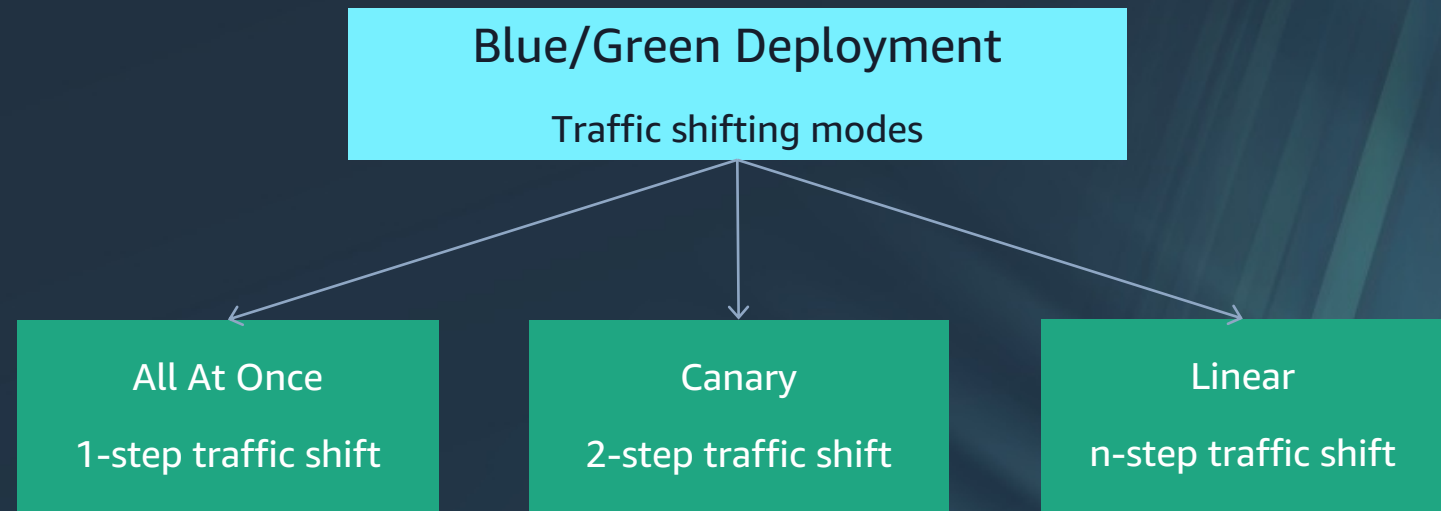 Blue/Green Deployment
Traffic shifting modes
All At Once
1-step traffic shift
Canary
2-step traffic shift
Linear
n-step traffic shift